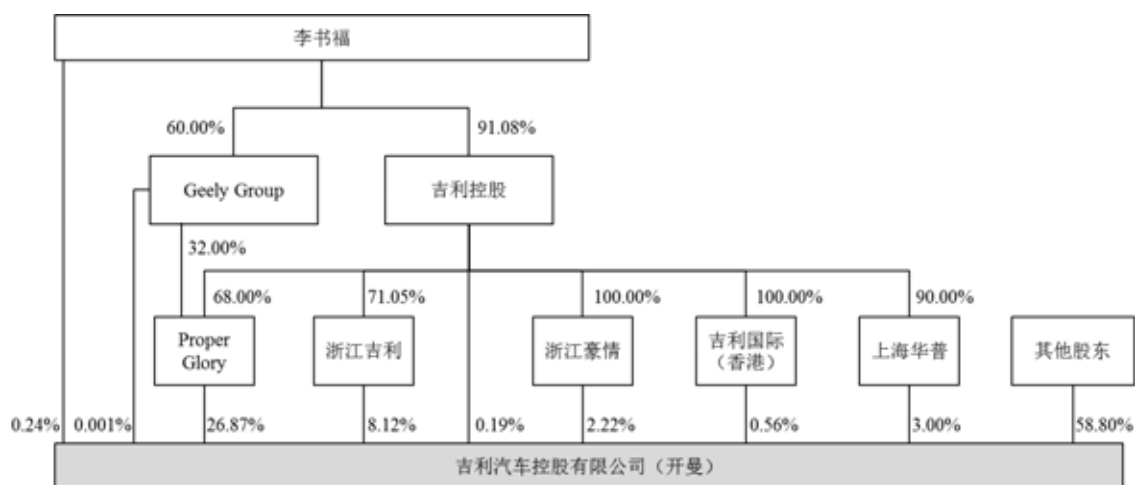 李书福
60.00%
91.08%
Geely Group
吉利控股
32.00%
68.00%
71.05%
100.00%
100.00%
90.00%
Proper
Glory
浙江吉利
浙江豪情
吉利国际
（香港）
上海华普
其他股东
0.24%
0.001%
26.87%
8.12%
0.19%
2.22%
0.56%
3.00%
58.80%
吉利汽车控股有限公司（开曼）